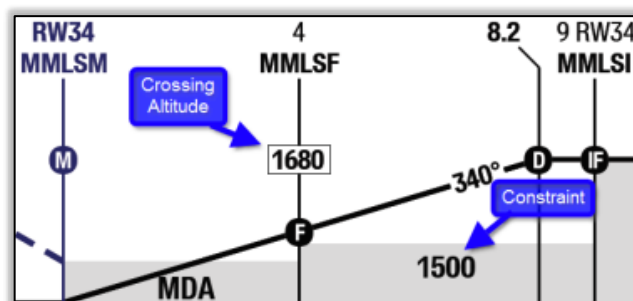 RW34
MMLSM
4
MMLSF
8.2
9 RW34
MMLSI
Crossing
Altitude
M
1680
340°
D
IF
Constraint
F
1500
MDA